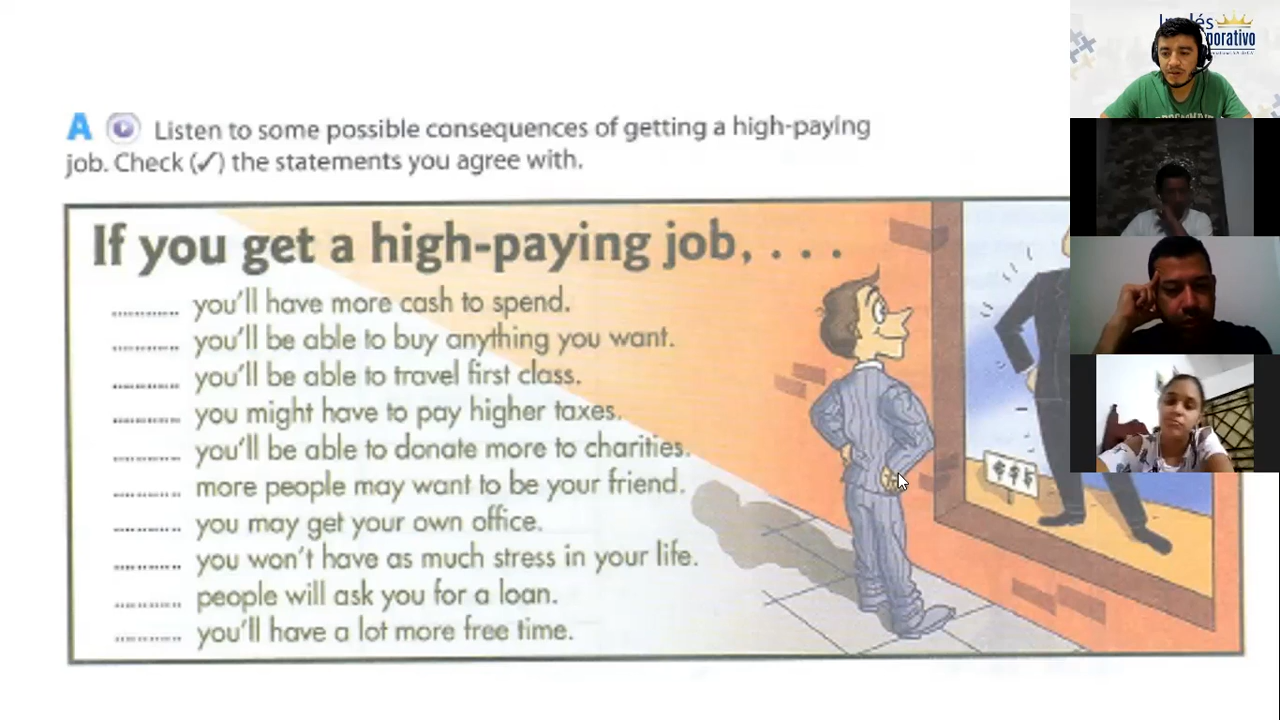 A Listen to some possible consequences of getting a high-paying
job. Check (✓) the statements you agree with.
If you get a high-paying job, . . . .
............ you'll have more cash to spend.
............ you'll be able to buy anything you want.
............ you'll be able to travel first class.
............ you might have to pay higher taxes.
............ you'll be able to donate more to charities.
............ more people may want to be your friend.
............ you may get your own office.
............ you won't have as much stress in your life.
............ people will ask you for a loan.
............ you'll have a lot more free time.